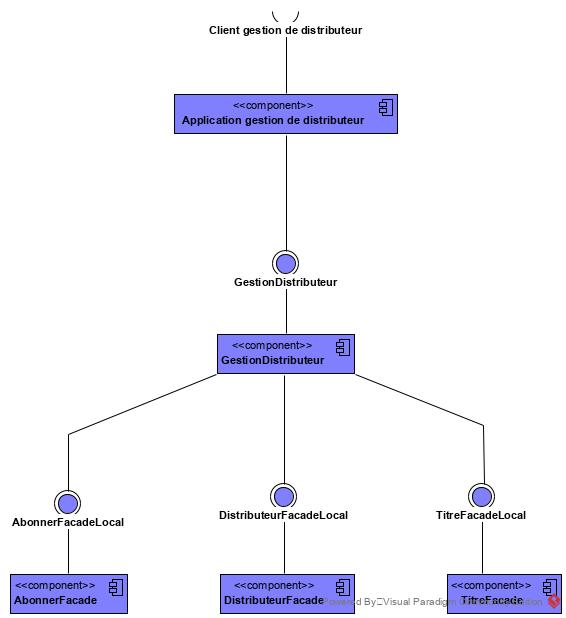 Client gestion de distributeur
<<component>>
Application gestion de distributeur
GestionDistributeur
<<component>>
GestionDistributeur
AbonnerFacadeLocal
DistributeurFacadeLocal
TitreFacadeLocal
<<component>>
AbonnerFacade
<<component>>
DistributeurFacade
<<component>>
TitreFacade
Powered By Visual Paradigm